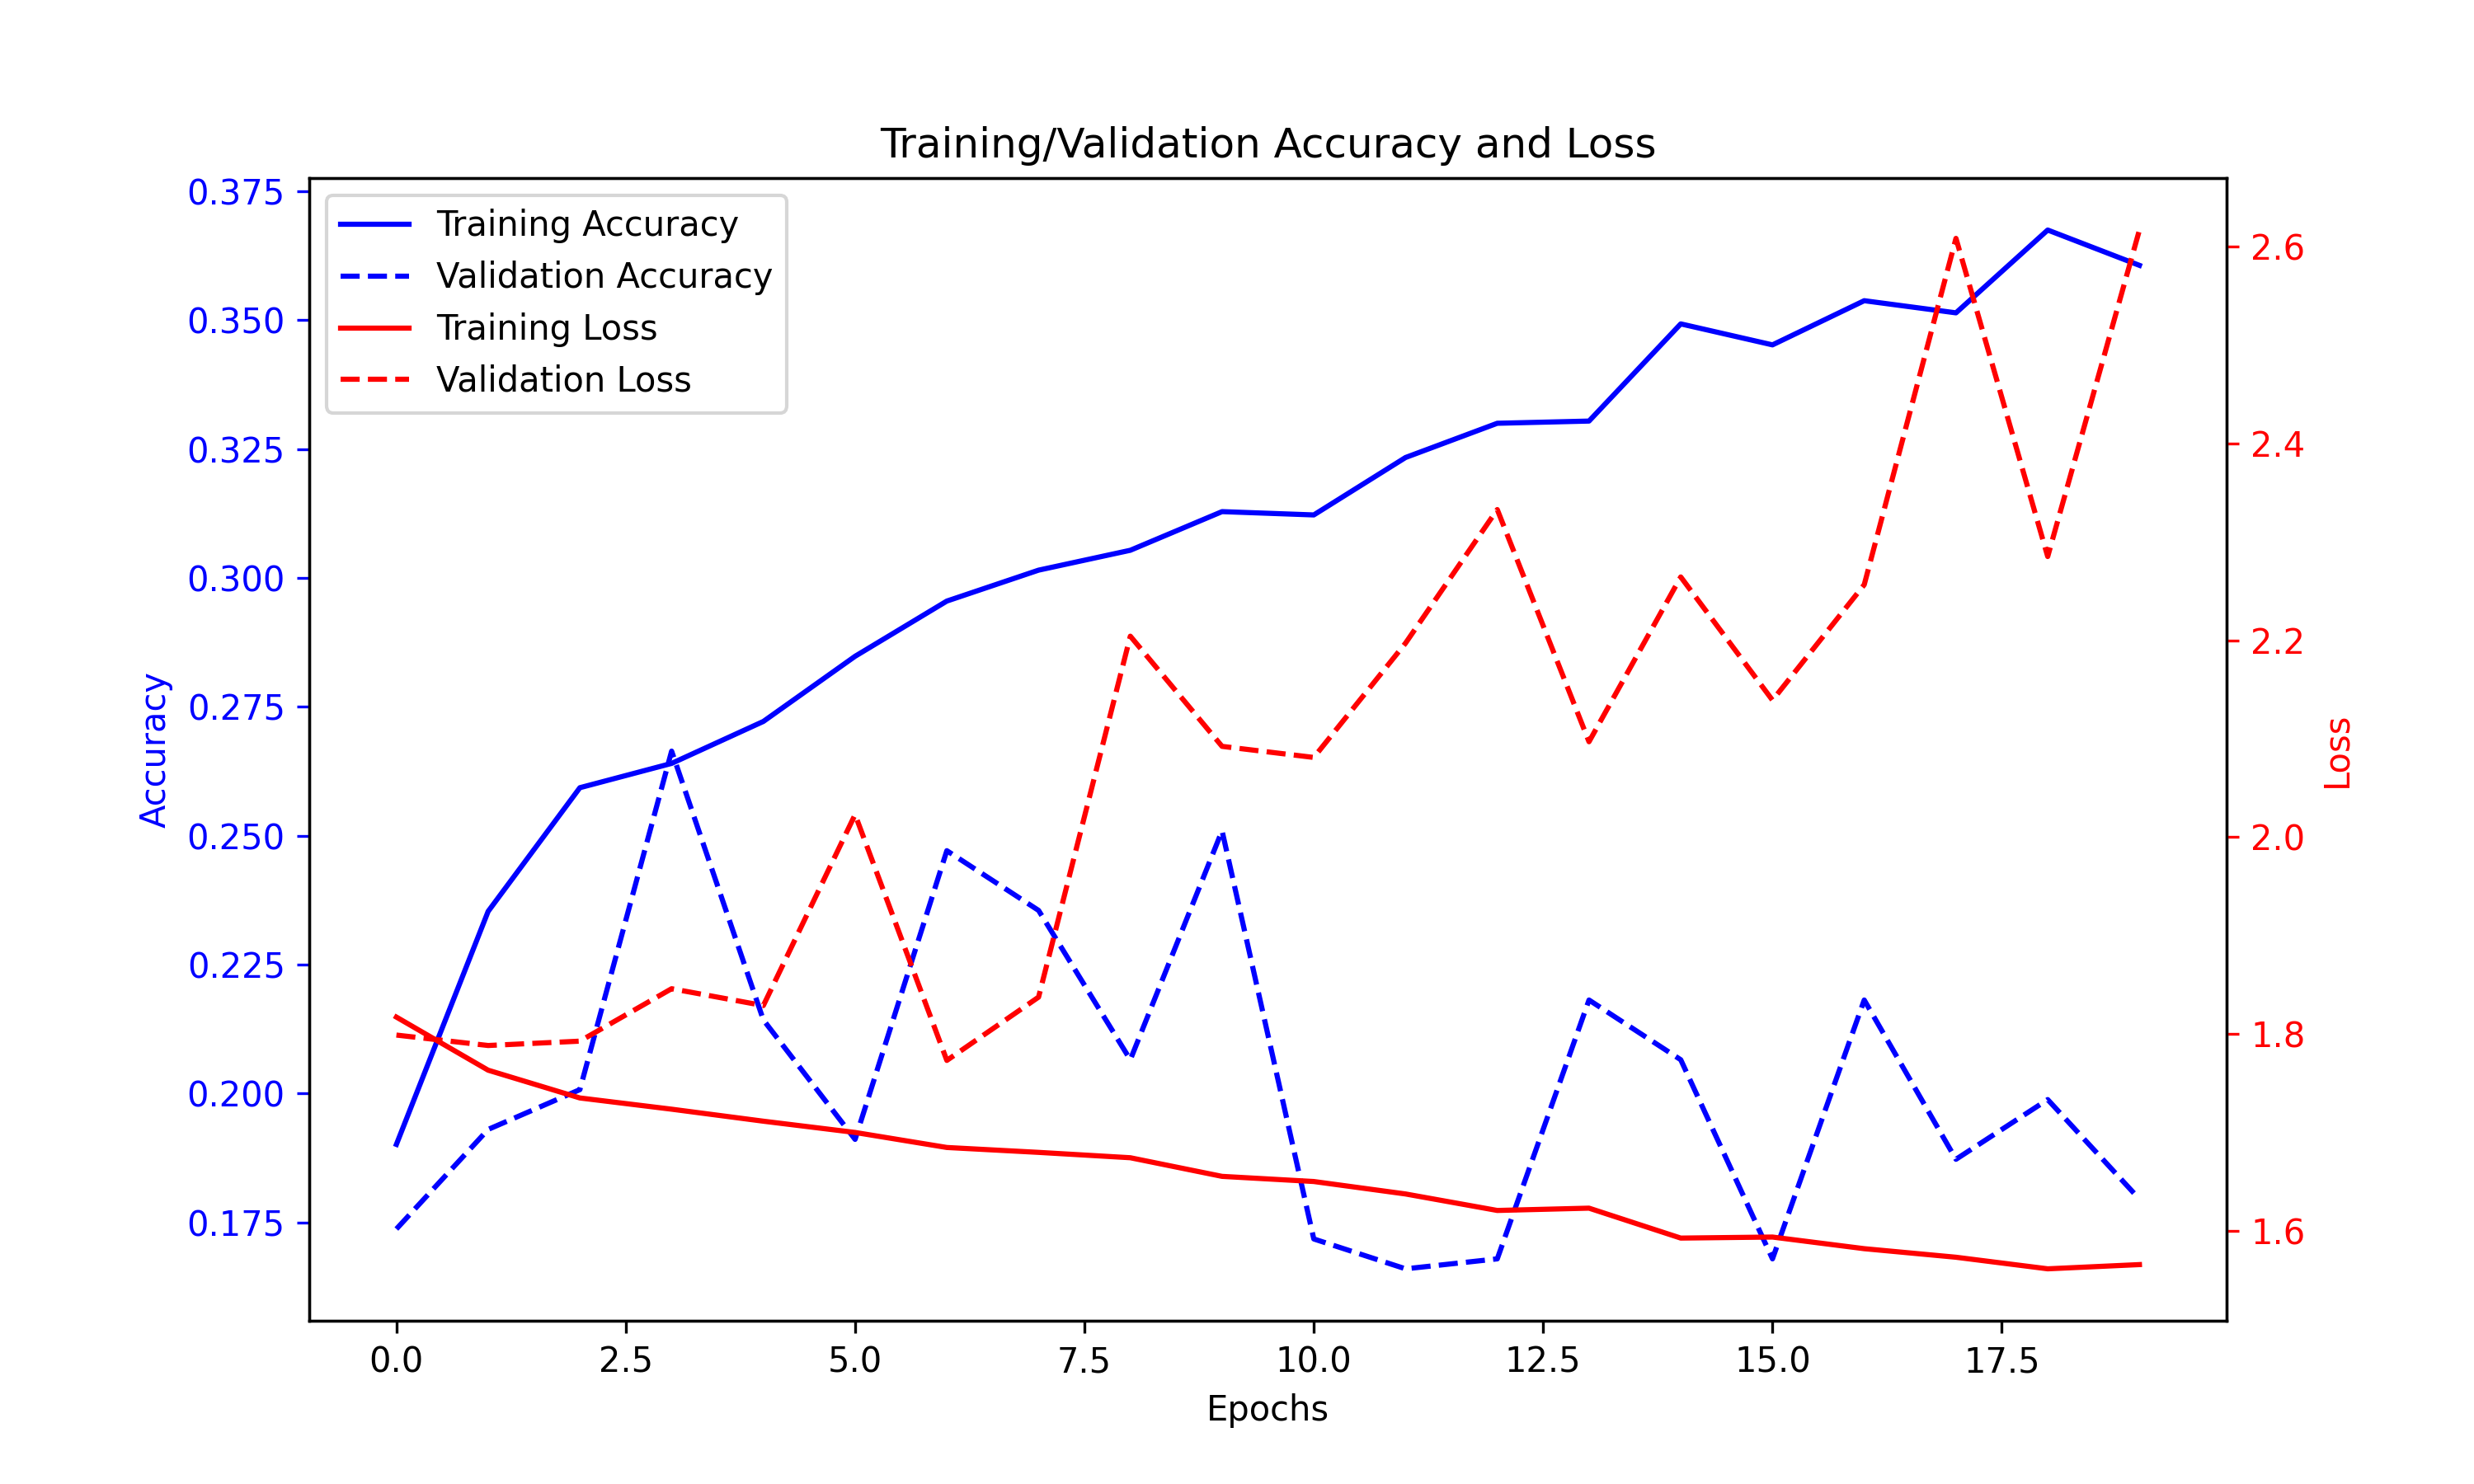 Training/Validation Accuracy and Loss
Training Accuracy
Validation Accuracy
Training Loss
Validation Loss
0.375
0.350
0.325
0.300
0.275
0.250
0.225
0.200
0.175
Accuracy
2.6
2.4
2.2
2.0
1.8
1.6
Loss
0.0 2.5 5.0 7.5 10.0 12.5 15.0 17.5
Epochs